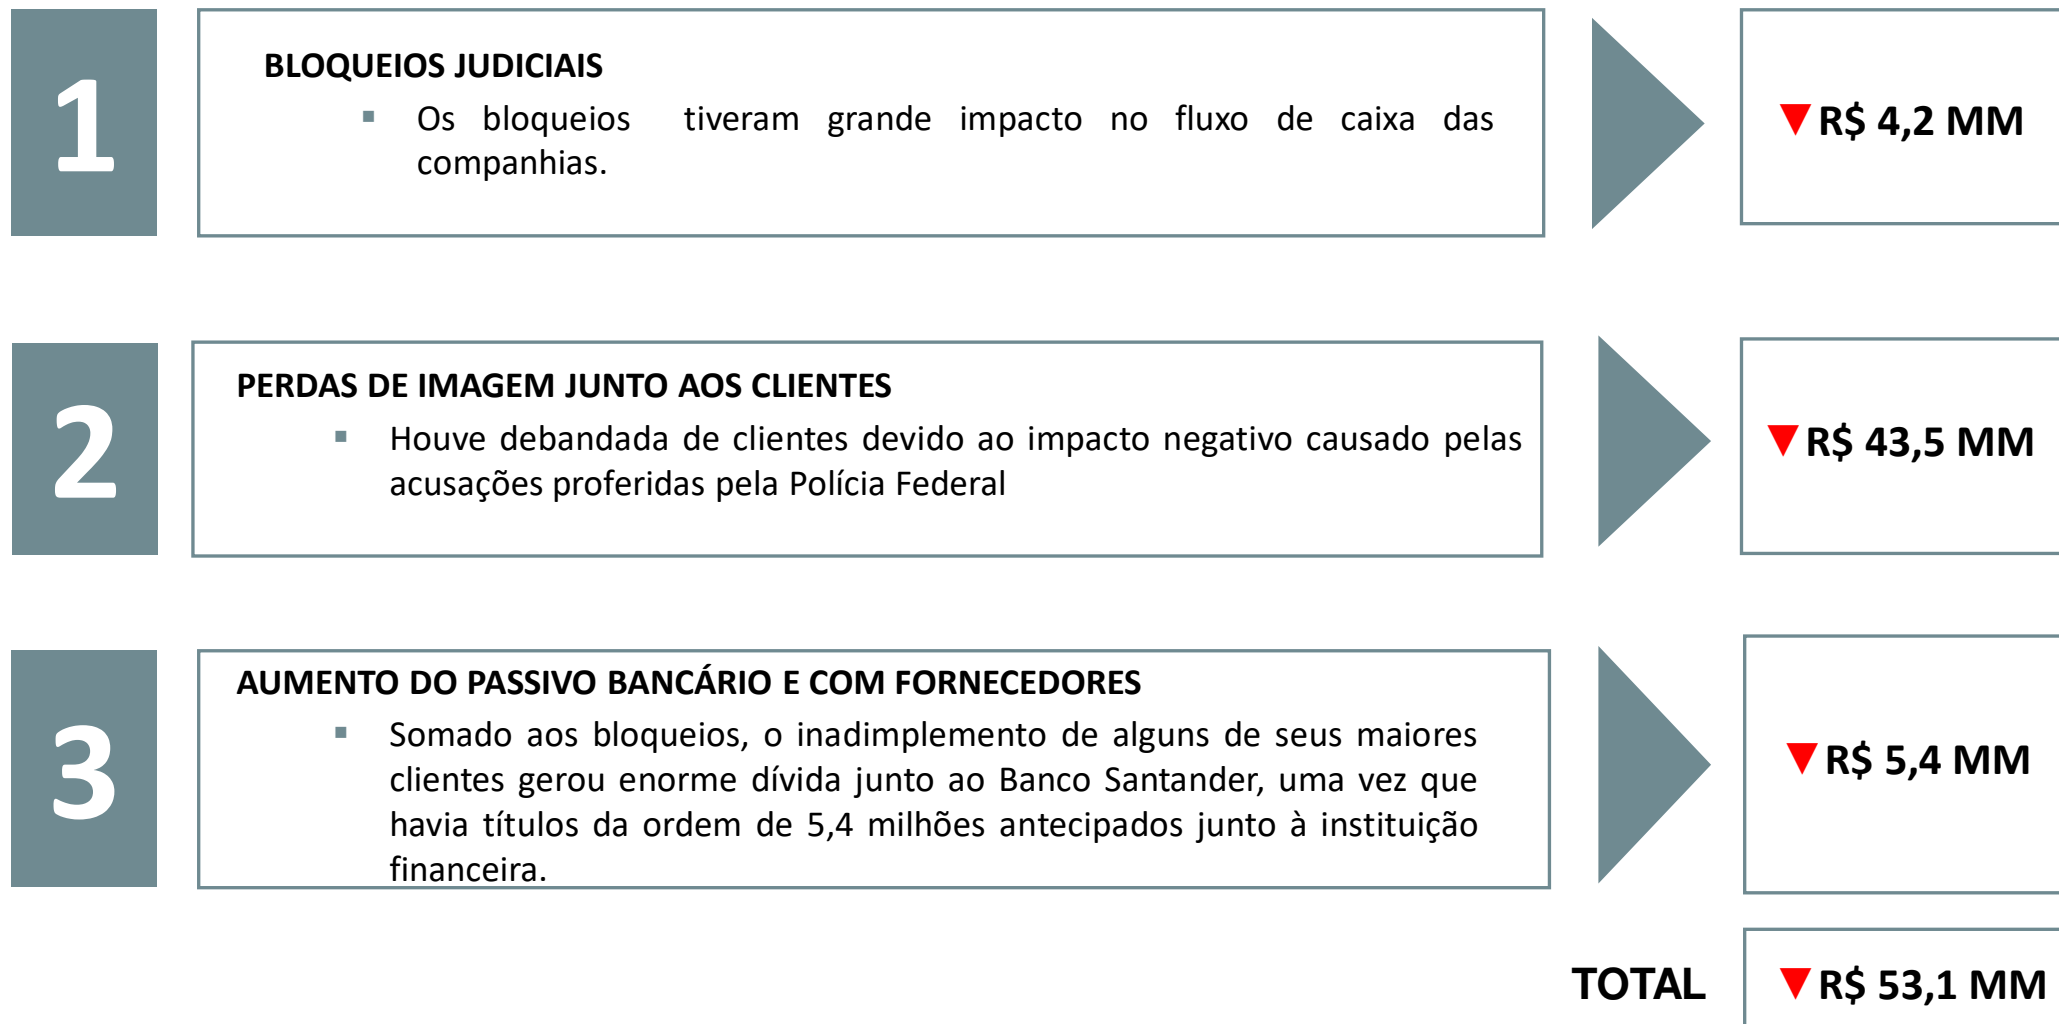 1
BLOQUEIOS JUDICIAIS
▪ Os bloqueios tiveram grande impacto no fluxo de caixa das
companhias.
▼R$ 4,2 MM
2
PERDAS DE IMAGEM JUNTO AOS CLIENTES
▪ Houve debandada de clientes devido ao impacto negativo causado pelas
acusações proferidas pela Polícia Federal
▼R$ 43,5 MM
3
AUMENTO DO PASSIVO BANCÁRIO E COM FORNECEDORES
▪ Somado aos bloqueios, o inadimplemento de alguns de seus maiores
clientes gerou enorme dívida junto ao Banco Santander, uma vez que
havia títulos da ordem de 5,4 milhões antecipados junto à instituição
financeira.
▼R$ 5,4 MM
TOTAL ▼R$ 53,1 MM